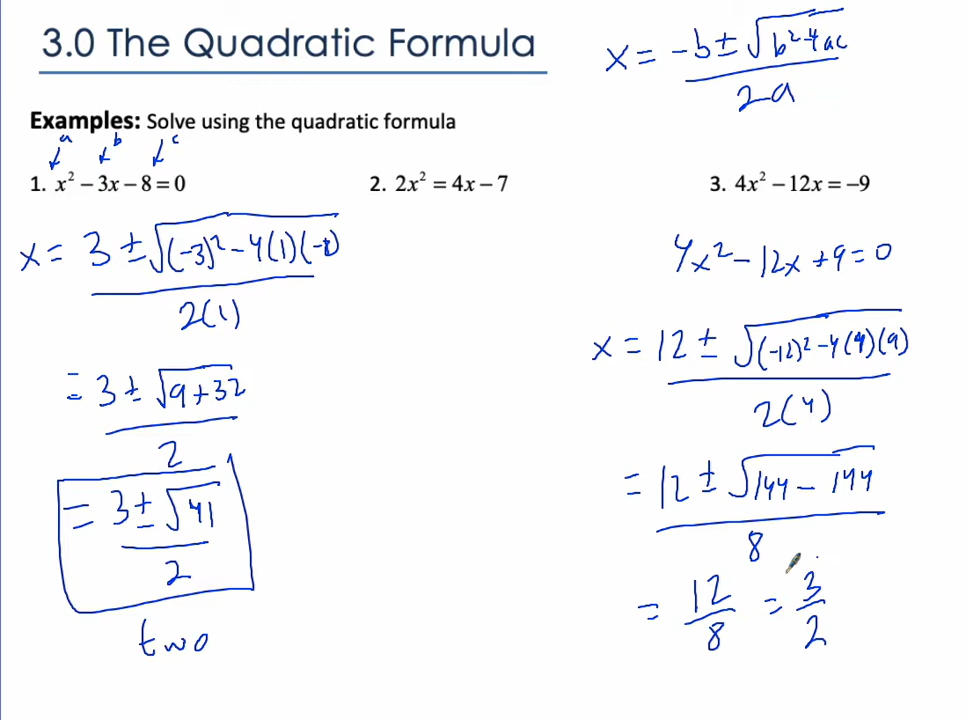 3.0 The Quadratic Formula
x = -b ± √b² - 4ac
2a
Examples: Solve using the quadratic formula
a b c
1. x² − 3x − 8 = 0
2. 2x² = 4x − 7
3. 4x² − 12x = −9
x = 3 ± √(-3)² - 4(1)(-8)
2(1)
= 3 ± √9+32
2
= 3 ± √41
2
two
4x² - 12x + 9 = 0
x = 12 ± √(-12)² - 4(4)(9)
2(4)
= 12 ± √144 - 144
8
= 12/8 = 3/2